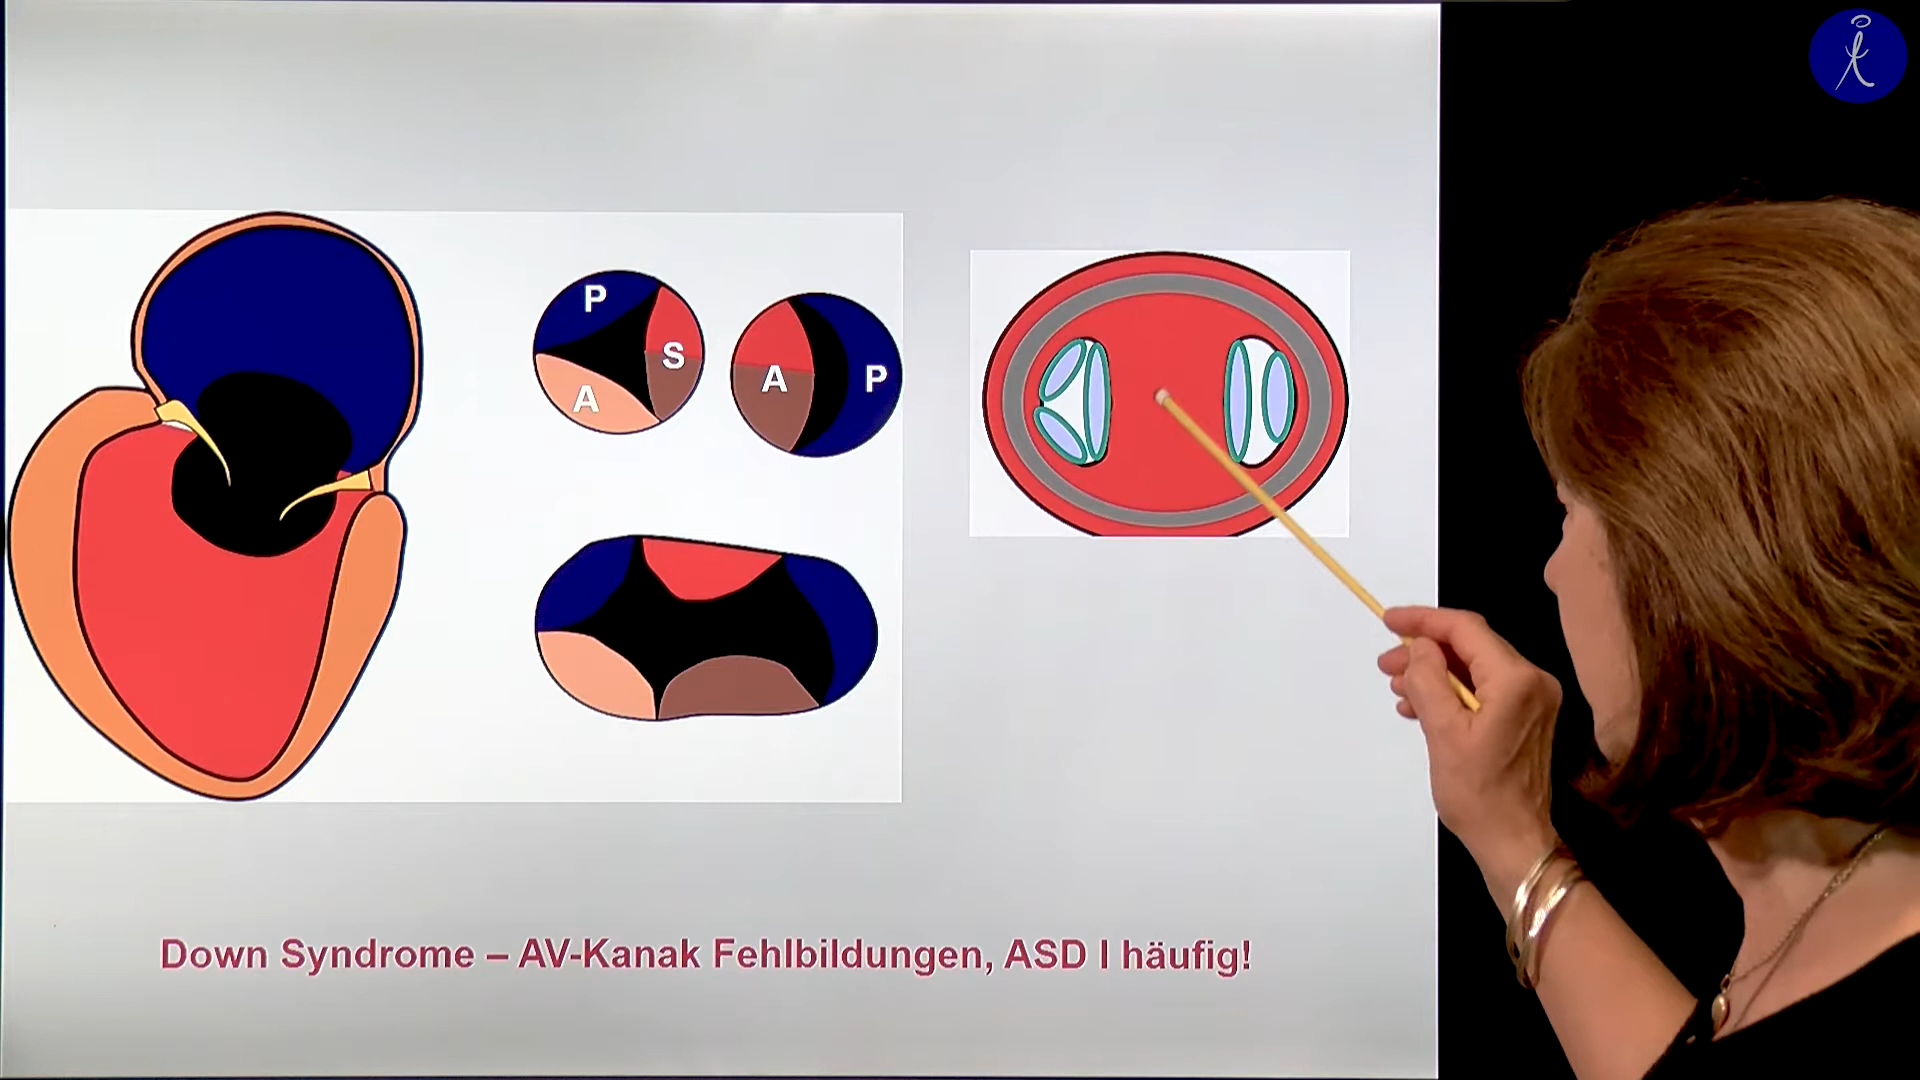 P
S
A
A
P
Down Syndrome – AV-Kanak Fehlbildungen, ASD I häufig!